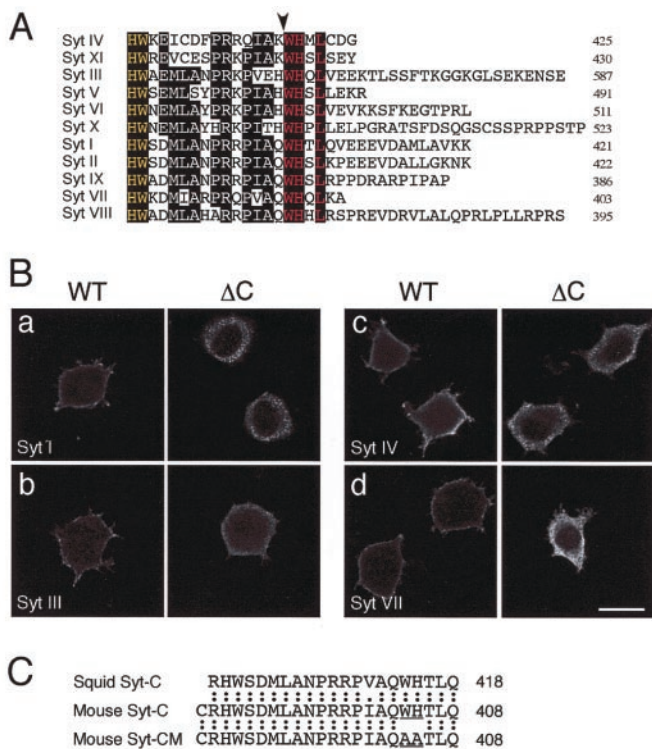 A
Syt IV HWKEICDFPRRQIAKWHMLCDG 425
Syt XI HWREVCESPRKPIAKWHSLSEY 430
Syt III HWAEMLANPRKPVEHWHQLVEEKTLSSFTKGGKGLSEKENSE 587
Syt V HWSEMLSYPRKPIAHWHSLLEKR 491
Syt VI HWNEMLAYPRKPIAHWHSLVEVKKSFKEGTPRL 511
Syt X HWNEMLAYHRKPITHWHPLLELPGRATSFDSQGSCSSPRPPSTP 523
Syt I HWSDMLANPRRPIAQWHTLQVEEEVDAMLAVKK 421
Syt II HWSDMLANPRRPIAQWHSLKPEEEVDALLGKNK 422
Syt IX HWADMLANPRRPIAQWHSLRPPDRARPIPAP 386
Syt VII HWKDMIARPRQPVAQWHQLKA 403
Syt VIII HWADMLAHARRPIAQWHHLRSPREVDRVLALQPRLPLLRPRS 395
B
WT ΔC WT ΔC
a c
Syt I Syt IV
b d
Syt III Syt VII
C
Squid Syt-C RHWSDMLANPRRPVAQWHTLQ 418
Mouse Syt-C CRHWSDMLANPRRPIAQWHTLQ 408
Mouse Syt-CM CRHWSDMLANPRRPIAQAATLQ 408